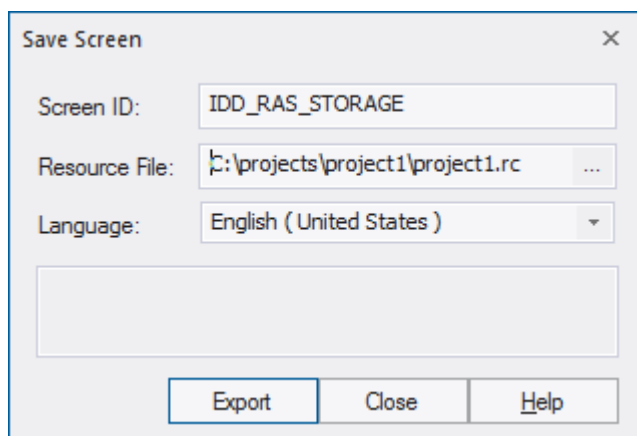 Save Screen
Screen ID: IDD_RAS_STORAGE
Resource File: C:\projects\project1\project1.rc ...
Language: English ( United States )
Export Close Help